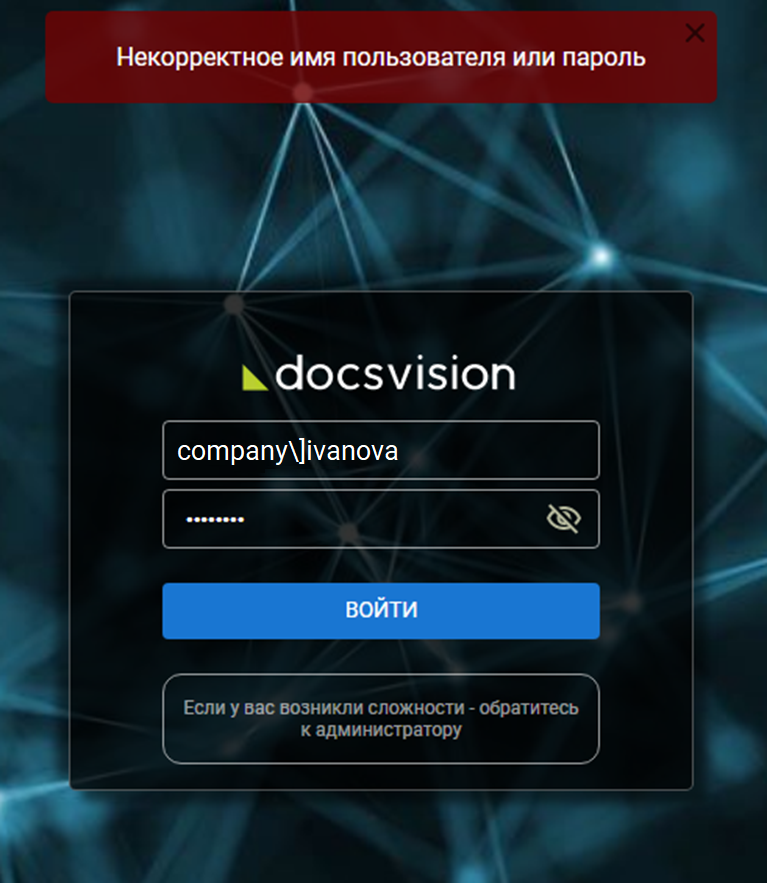 Некорректное имя пользователя или пароль
docsvision
company\]ivanova
••••••••
ВОЙТИ
Если у вас возникли сложности - обратитесь
к администратору